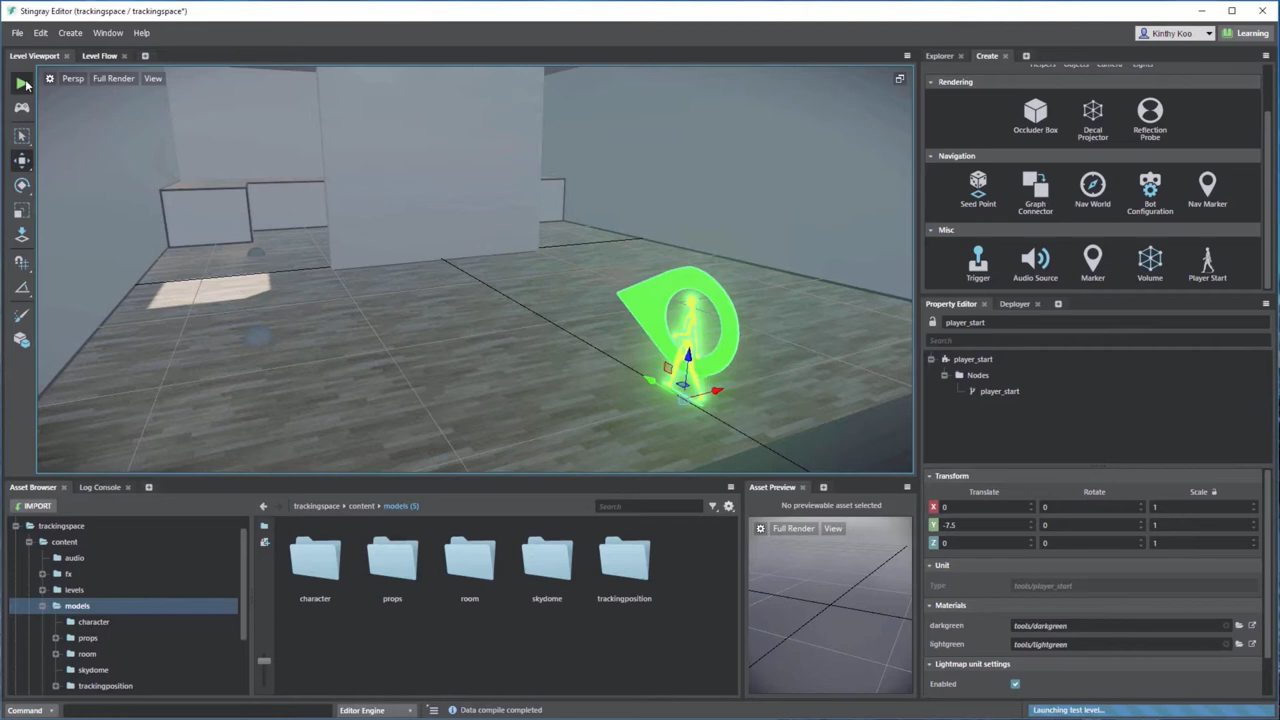 Stingray Editor (trackingspace / trackingspace*)
File Edit Create Window Help
Kinthy Koo
Learning
Level Viewport
Level Flow
Explorer
Create
Persp
Full Render
View
Rendering
Occluder Box
Decal Projector
Reflection Probe
Navigation
Seed Point
Graph Connector
Nav World
Bot Configuration
Nav Marker
Misc
Trigger
Audio Source
Marker
Volume
Player Start
Property Editor
Deployer
player_start
Search
player_start
Nodes
player_start
Transform
Translate Rotate Scale
X 0 0 1
Y -7.5 0 1
Z 0 0 1
Unit
Type tools/player_start
Materials
darkgreen tools/darkgreen
lightgreen tools/lightgreen
Lightmap unit settings
Enabled
Asset Browser
Log Console
IMPORT
trackingspace
content
audio
fx
levels
models
character
props
room
skydome
trackingposition
trackingspace content models (5)
Search
character
props
room
skydome
trackingposition
Asset Preview
No previewable asset selected
Full Render
View
Command
Editor Engine
Data compile completed
Launching test level...